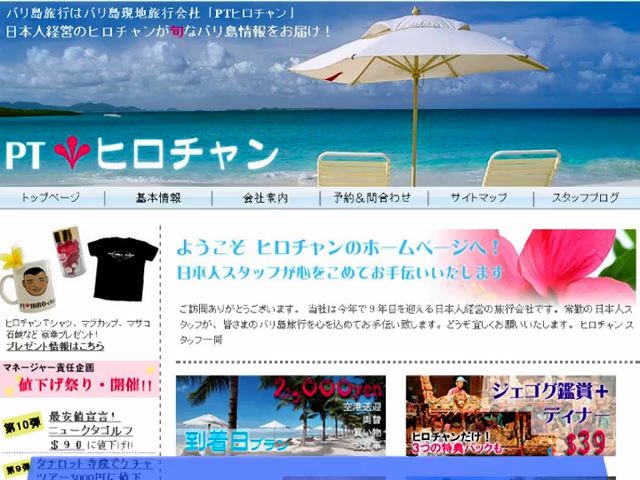 バリ島旅行はバリ島現地旅行会社「PTヒロチャン」
日本人経営のヒロチャンが旬なバリ島情報をお届け！
PT ヒロチャン
トップページ
基本情報
会社案内
予約＆問合わせ
サイトマップ
スタッフブログ
ようこそ ヒロチャンのホームページへ！
日本人スタッフが心をこめてお手伝いいたします
ご訪問ありがとうございます。 当社は今年で９年目を迎える日本人経営の旅行会社です。常勤の日本人ス
タッフが、皆さまのバリ島旅行を心を込めてお手伝い致します。どうぞ宜しくお願いいたします。ヒロチャン ス
タッフ一同
ヒロチャンＴシャツ、マグカップ、マサコ
石鹸など 豪華プレゼント！
プレゼント情報はこちら
マネージャー責任企画
値下げ祭り・開催!!
第10弾
最安値宣言！
ニュークタゴルフ
＄９０に値下げ!!
第9弾
タナロット寺院でケチャ
ツアー3000円に値下
2,000yen
空港送迎
両替
買い物
到着日プラン
ジェゴグ鑑賞＋
ディナー
ヒロチャンだけ！
3つの特典パックも
$39